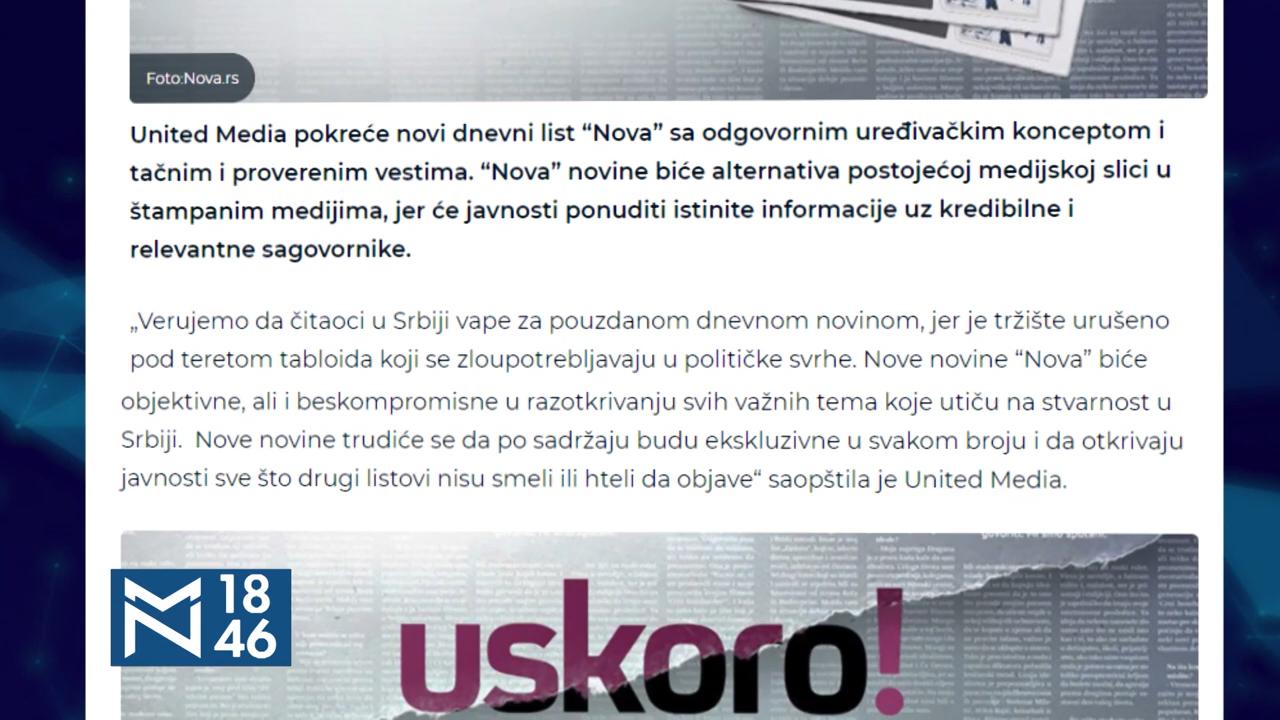 Foto:Nova.rs
United Media pokreće novi dnevni list “Nova” sa odgovornim uređivačkim konceptom i
tačnim i proverenim vestima. “Nova” novine biće alternativa postojećoj medijskoj slici u
štampanim medijima, jer će javnosti ponuditi istinite informacije uz kredibilne i
relevantne sagovornike.
„Verujemo da čitaoci u Srbiji vape za pouzdanom dnevnom novinom, jer je tržište urušeno
pod teretom tabloida koji se zloupotrebljavaju u političke svrhe. Nove novine “Nova” biće
objektivne, ali i beskompromisne u razotkrivanju svih važnih tema koje utiču na stvarnost u
Srbiji. Nove novine trudiće se da po sadržaju budu ekskluzivne u svakom broju i da otkrivaju
javnosti sve što drugi listovi nisu smeli ili hteli da objave“ saopštila je United Media.
18
46
uskoro!